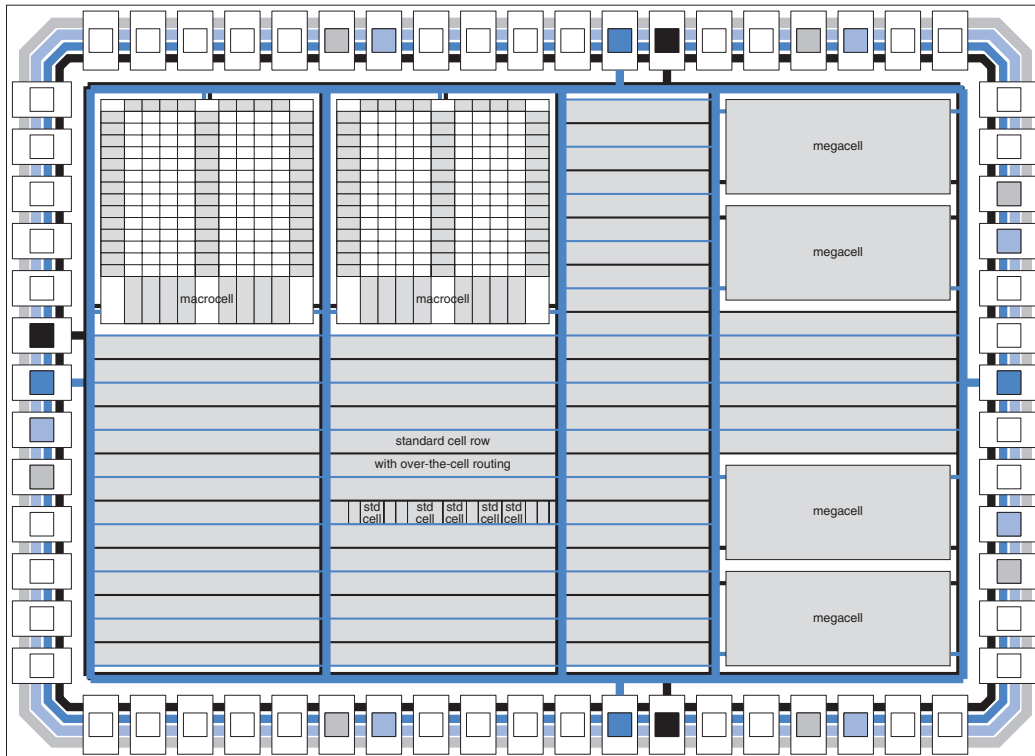 megacell
megacell
macrocell
macrocell
standard cell row
with over-the-cell routing
std std std std std
cell cell cell cell cell
megacell
megacell